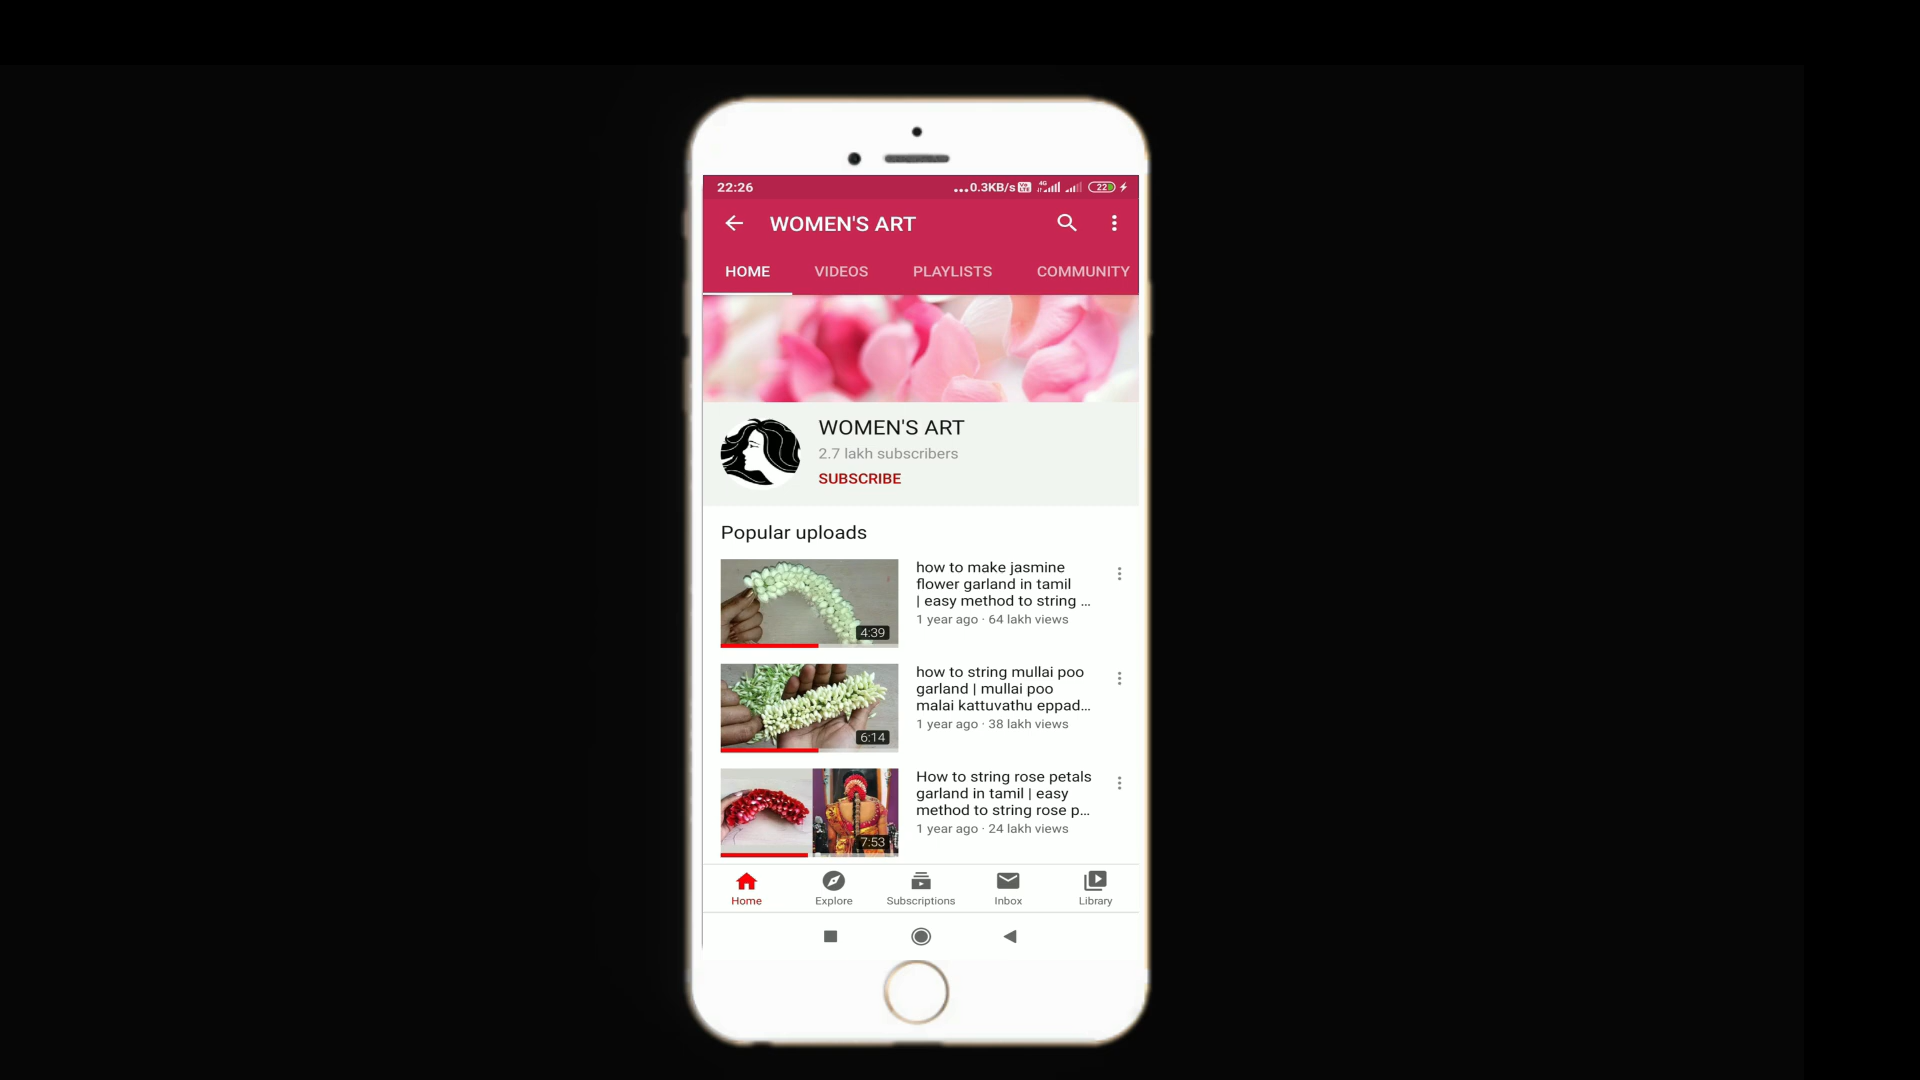 22:26
...0.3KB/s 4G 22
WOMEN'S ART
HOME VIDEOS PLAYLISTS COMMUNITY
WOMEN'S ART
2.7 lakh subscribers
SUBSCRIBE
Popular uploads
how to make jasmine
flower garland in tamil
| easy method to string ...
1 year ago · 64 lakh views
4:39
how to string mullai poo
garland | mullai poo
malai kattuvathu eppad...
1 year ago · 38 lakh views
6:14
How to string rose petals
garland in tamil | easy
method to string rose p...
1 year ago · 24 lakh views
7:53
Home Explore Subscriptions Inbox Library